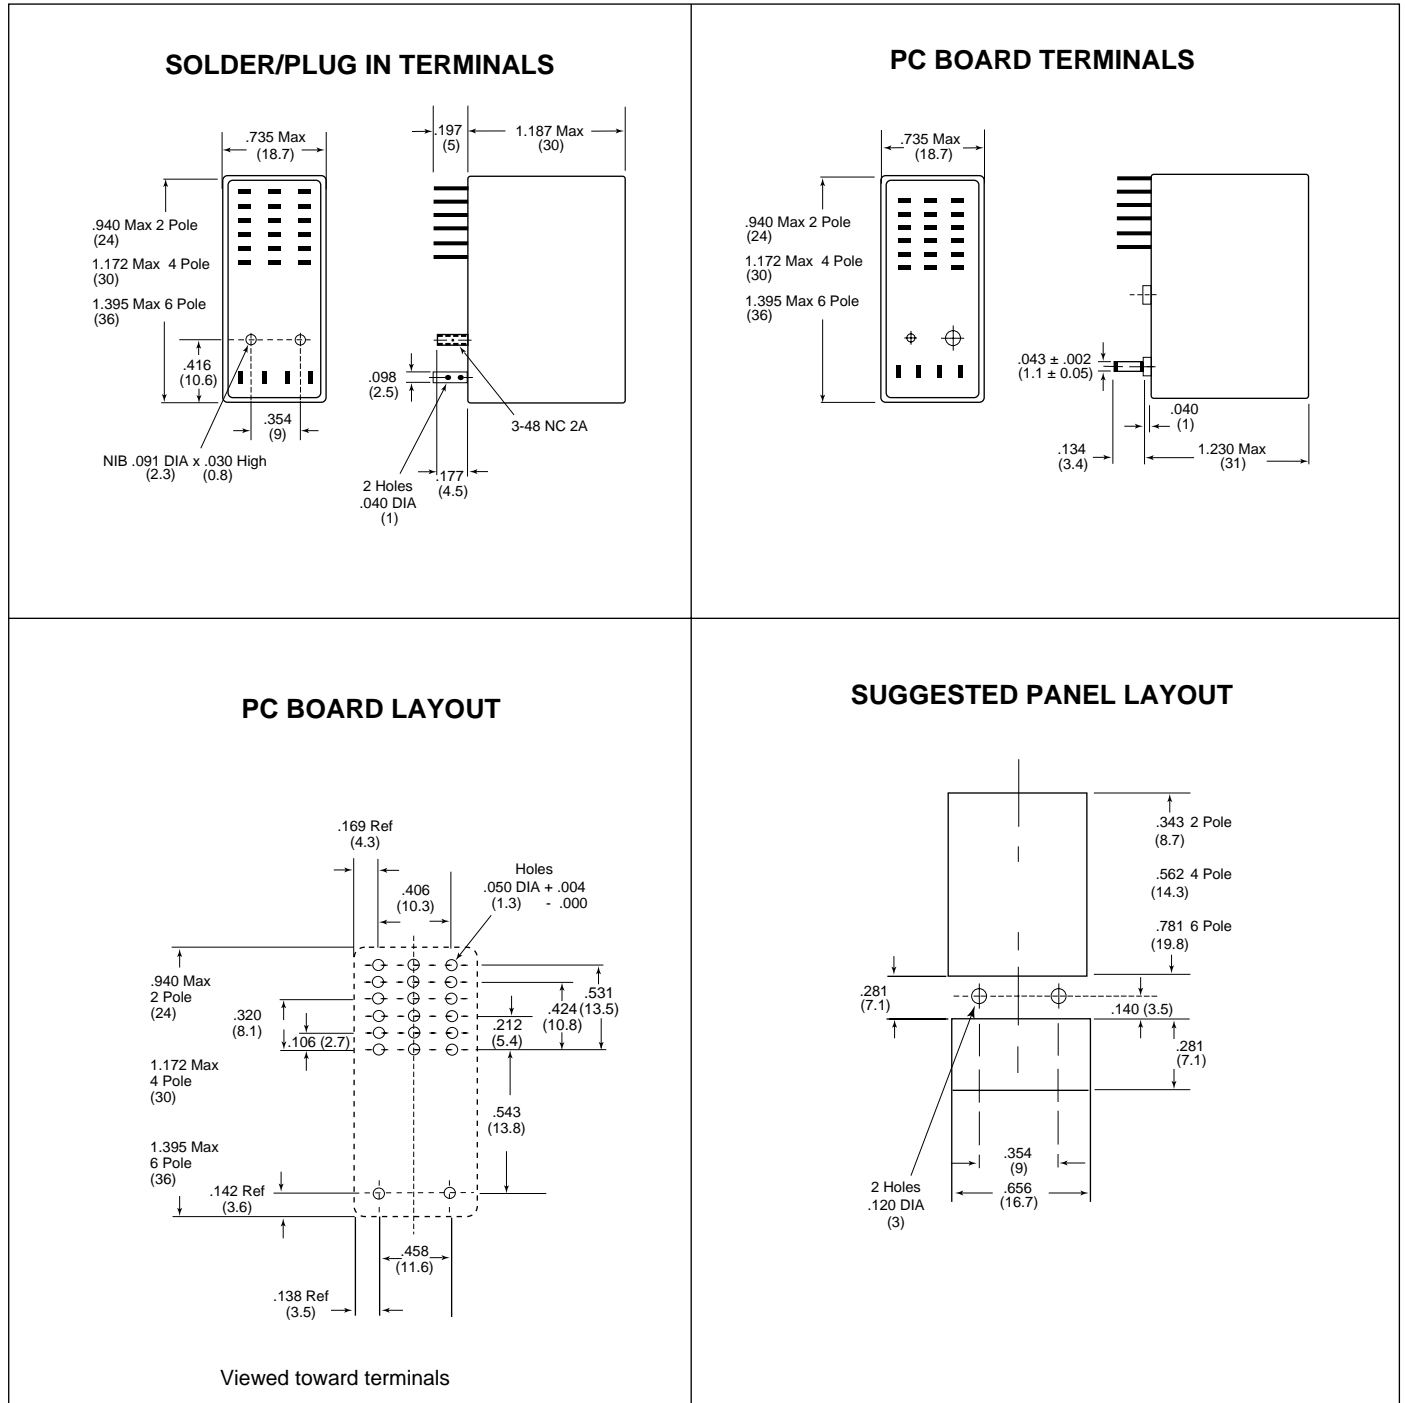 SOLDER/PLUG IN TERMINALS
.735 Max
(18.7)
.197
(5)
1.187 Max
(30)
.940 Max 2 Pole
(24)
1.172 Max 4 Pole
(30)
1.395 Max 6 Pole
(36)
.416
(10.6)
.354
(9)
NIB .091 DIA x .030 High
(2.3) (0.8)
.098
(2.5)
3-48 NC 2A
.177
(4.5)
2 Holes
.040 DIA
(1)
PC BOARD TERMINALS
.735 Max
(18.7)
.940 Max 2 Pole
(24)
1.172 Max 4 Pole
(30)
1.395 Max 6 Pole
(36)
.043 ± .002
(1.1 ± 0.05)
.040
(1)
.134
(3.4)
1.230 Max
(31)
PC BOARD LAYOUT
.169 Ref
(4.3)
.406
(10.3)
Holes
.050 DIA + .004
(1.3) - .000
.940 Max
2 Pole
(24)
.320
(8.1)
.106 (2.7)
.531
(13.5)
.424
(10.8)
.212
(5.4)
1.172 Max
4 Pole
(30)
.543
(13.8)
1.395 Max
6 Pole
(36)
.142 Ref
(3.6)
.458
(11.6)
.138 Ref
(3.5)
Viewed toward terminals
SUGGESTED PANEL LAYOUT
.343 2 Pole
(8.7)
.562 4 Pole
(14.3)
.781 6 Pole
(19.8)
.281
(7.1)
.140 (3.5)
.281
(7.1)
.354
(9)
.656
(16.7)
2 Holes
.120 DIA
(3)